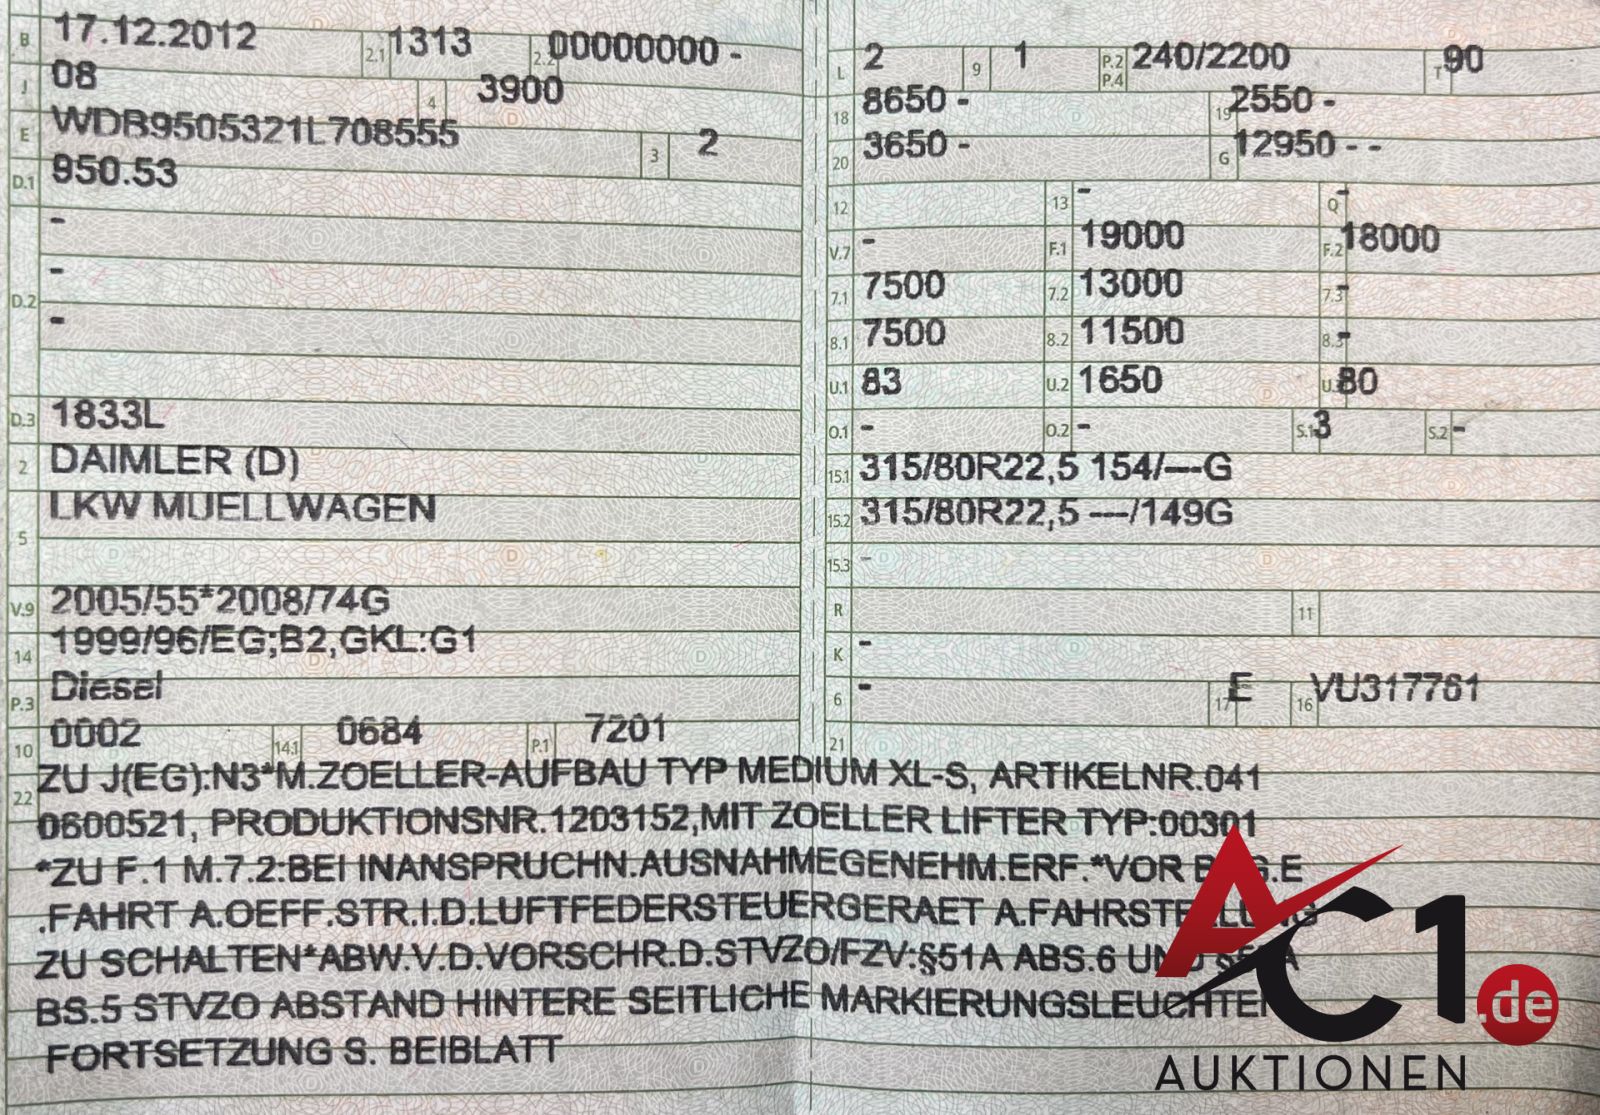 B 17.12.2012 2.1 1313 2.2 00000000 -
J 08 4 3900
E WDB9505321L708555 3 2
D.1 950.53
-
D.2 -
-
D.3 1833L
2 DAIMLER (D)
LKW MUELLWAGEN
5
V.9 2005/55*2008/74G
14 1999/96/EG;B2,GKL:G1
P.3 Diesel
10 0002 14.1 0684 P.1 7201
L 2 9 1 P.2 P.4 240/2200 T 90
18 8650 - 19 2550 -
20 3650 - G 12950 - -
12 13 - Q -
V.7 - F.1 19000 F.2 18000
7.1 7500 7.2 13000 7.3 -
8.1 7500 8.2 11500 8.3 -
U.1 83 U.2 1650 U.3 80
O.1 - O.2 - S.1 3 S.2 -
15.1 315/80R22,5 154/---G
15.2 315/80R22,5 ---/149G
15.3 -
R 11
K -
6 - 17 E 16 VU317761
21
22 ZU J(EG):N3*M.ZOELLER-AUFBAU TYP MEDIUM XL-S, ARTIKELNR.041
0600521, PRODUKTIONSNR.1203152,MIT ZOELLER LIFTER TYP:00301
*ZU F.1 M.7.2:BEI INANSPRUCHN.AUSNAHMEGENEHM.ERF.*VOR
.FAHRT A.OEFF.STR.I.D.LUFTFEDERSTEUERGERAET A.FAHRSTELLUNG
ZU SCHALTEN*ABW.V.D.VORSCHR.D.STVZO/FZV:§51A ABS.6 UND
BS.5 STVZO ABSTAND HINTERE SEITLICHE MARKIERUNGSLEUCHTEN
FORTSETZUNG S. BEIBLATT
AC1.de
AUKTIONEN